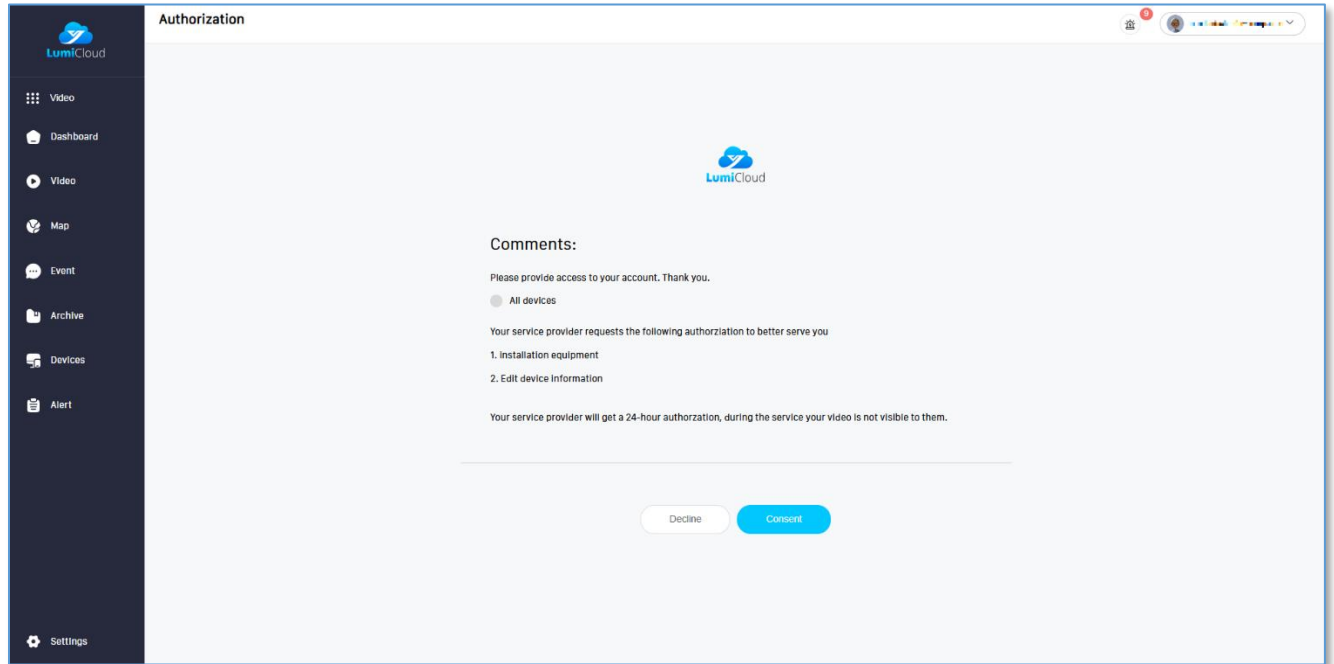 Authorization
9
LumiCloud
Video
Dashboard
Video
Map
Event
Archive
Devices
Alert
Settings
LumiCloud
Comments:
Please provide access to your account. Thank you.
All devices
Your service provider requests the following authorziation to better serve you
1. Installation equipment
2. Edit device information
Your service provider will get a 24-hour authorzation, during the service your video is not visible to them.
Decline
Consent